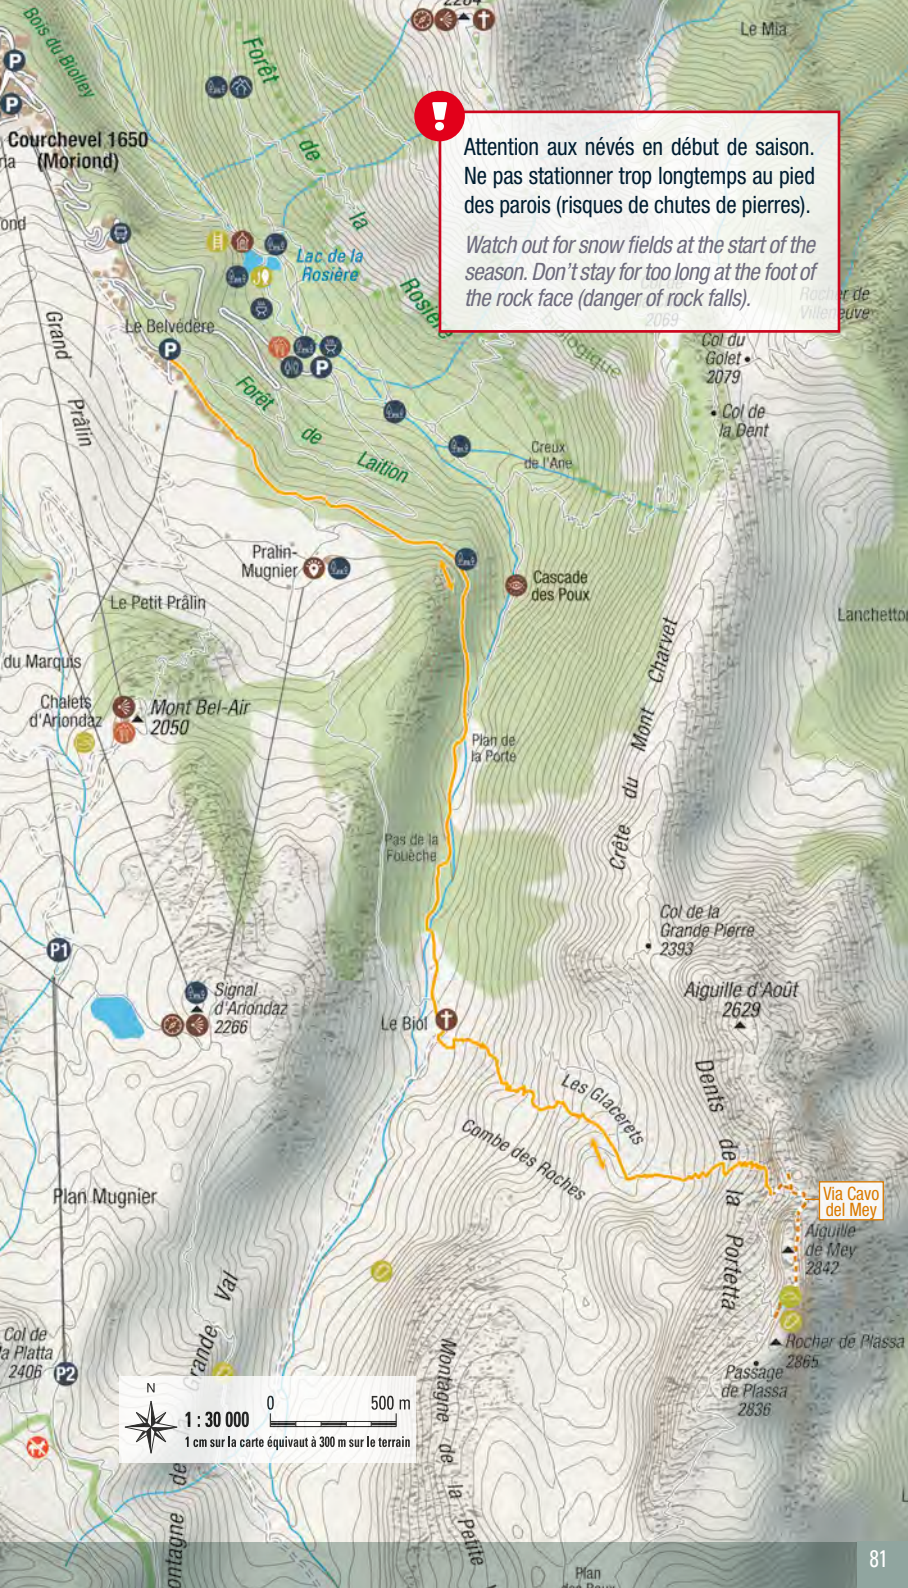 2204
Le Mia
Bois du Biolley
Forêt
de
la
Rosière
P
P
Courchevel 1650
(Moriond)
ond
Attention aux névés en début de saison.
Ne pas stationner trop longtemps au pied
des parois (risques de chutes de pierres).
Watch out for snow fields at the start of the
season. Don't stay for too long at the foot of
the rock face (danger of rock falls).
Lac de la
Rosière
Rocher de
Villeneuve
2069
Col du
Golet
2079
Col de
la Dent
Grand
Prâlin
Le Belvédère
P
P
Forêt
de
Laition
Creux
de l'Ane
Pralin-
Mugnier
Cascade
des Poux
Le Petit Prâlin
Lanchetton
du Marquis
Chalets
d'Ariondaz
Mont Bel-Air
2050
Crête du Mont Charvet
Plan de
la Porte
Pas de la
Fouèche
Col de la
Grande Pierre
2393
P1
Signal
d'Ariondaz
2266
Aiguille d'Août
2629
Le Biol
Les Glacerets
Combe des Roches
Dents de la Portetta
Plan Mugnier
Via Cavo
del Mey
Aiguille
de Mey
2842
Rocher de Plassa
2865
Passage
de Plassa
2836
Col de
la Platta
2406
P2
Grande Val
Montagne de la Petite
N
0 500 m
1 : 30 000
1 cm sur la carte équivaut à 300 m sur le terrain
de
ontagne
Plan
81